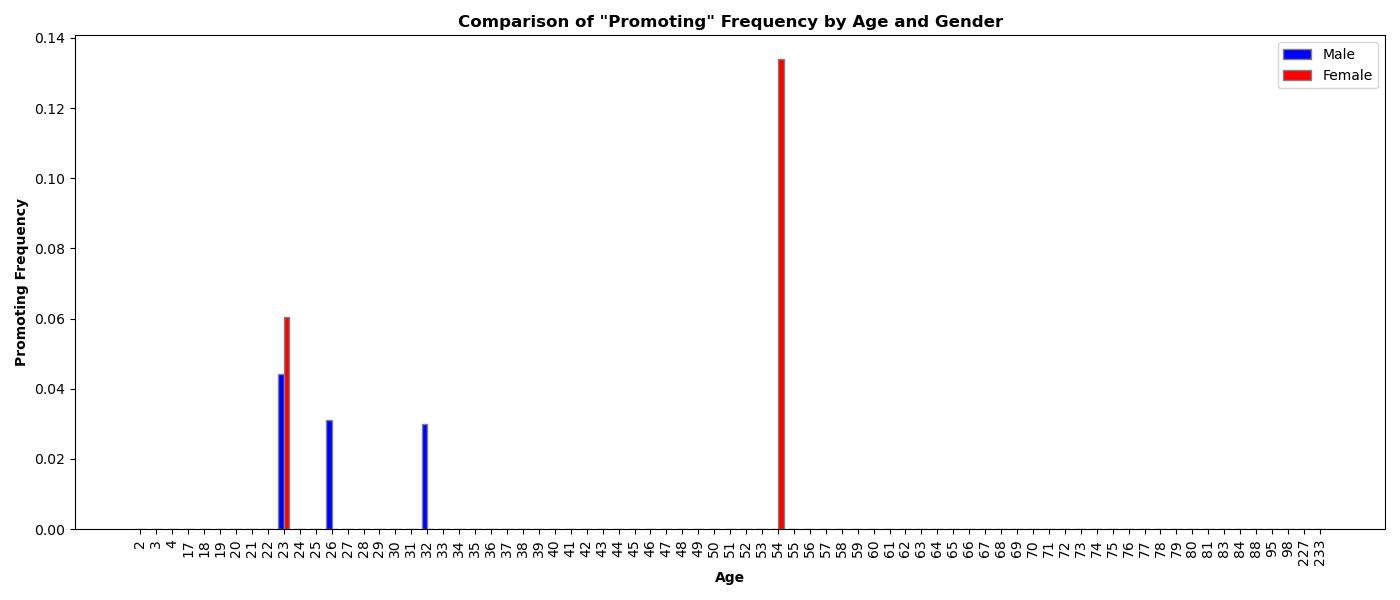 Comparison of "Promoting" Frequency by Age and Gender
Male
Female
Promoting Frequency
0.14
0.12
0.10
0.08
0.06
0.04
0.02
0.00
2 3 4 17 18 19 20 21 22 23 24 25 26 27 28 29 30 31 32 33 34 35 36 37 38 39 40 41 42 43 44 45 46 47 48 49 50 51 52 53 54 55 56 57 58 59 60 61 62 63 64 65 66 67 68 69 70 71 72 73 74 75 76 77 78 79 80 81 83 84 88 95 98 227 233
Age